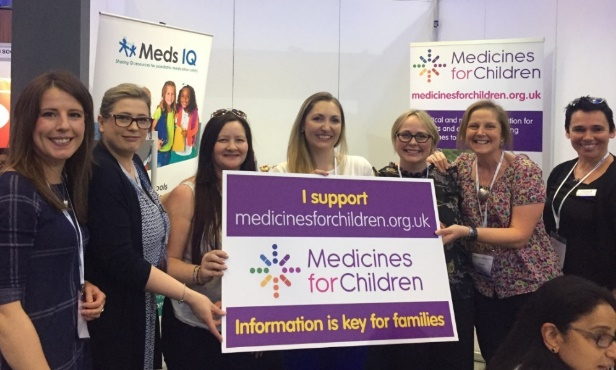 Meds IQ
Medicines
for Children
medicinesforchildren.org.uk
I support
medicinesforchildren.org.uk
Medicines
for Children
Information is key for families